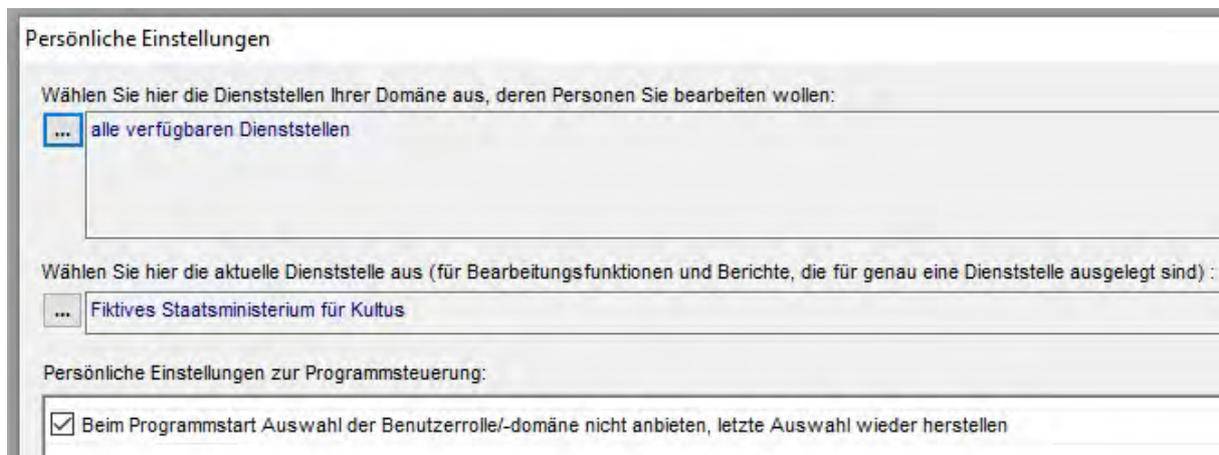 Persönliche Einstellungen
Wählen Sie hier die Dienststellen Ihrer Domäne aus, deren Personen Sie bearbeiten wollen:
... alle verfügbaren Dienststellen
Wählen Sie hier die aktuelle Dienststelle aus (für Bearbeitungsfunktionen und Berichte, die für genau eine Dienststelle ausgelegt sind) :
... Fiktives Staatsministerium für Kultus
Persönliche Einstellungen zur Programmsteuerung:
Beim Programmstart Auswahl der Benutzerrolle/-domäne nicht anbieten, letzte Auswahl wieder herstellen